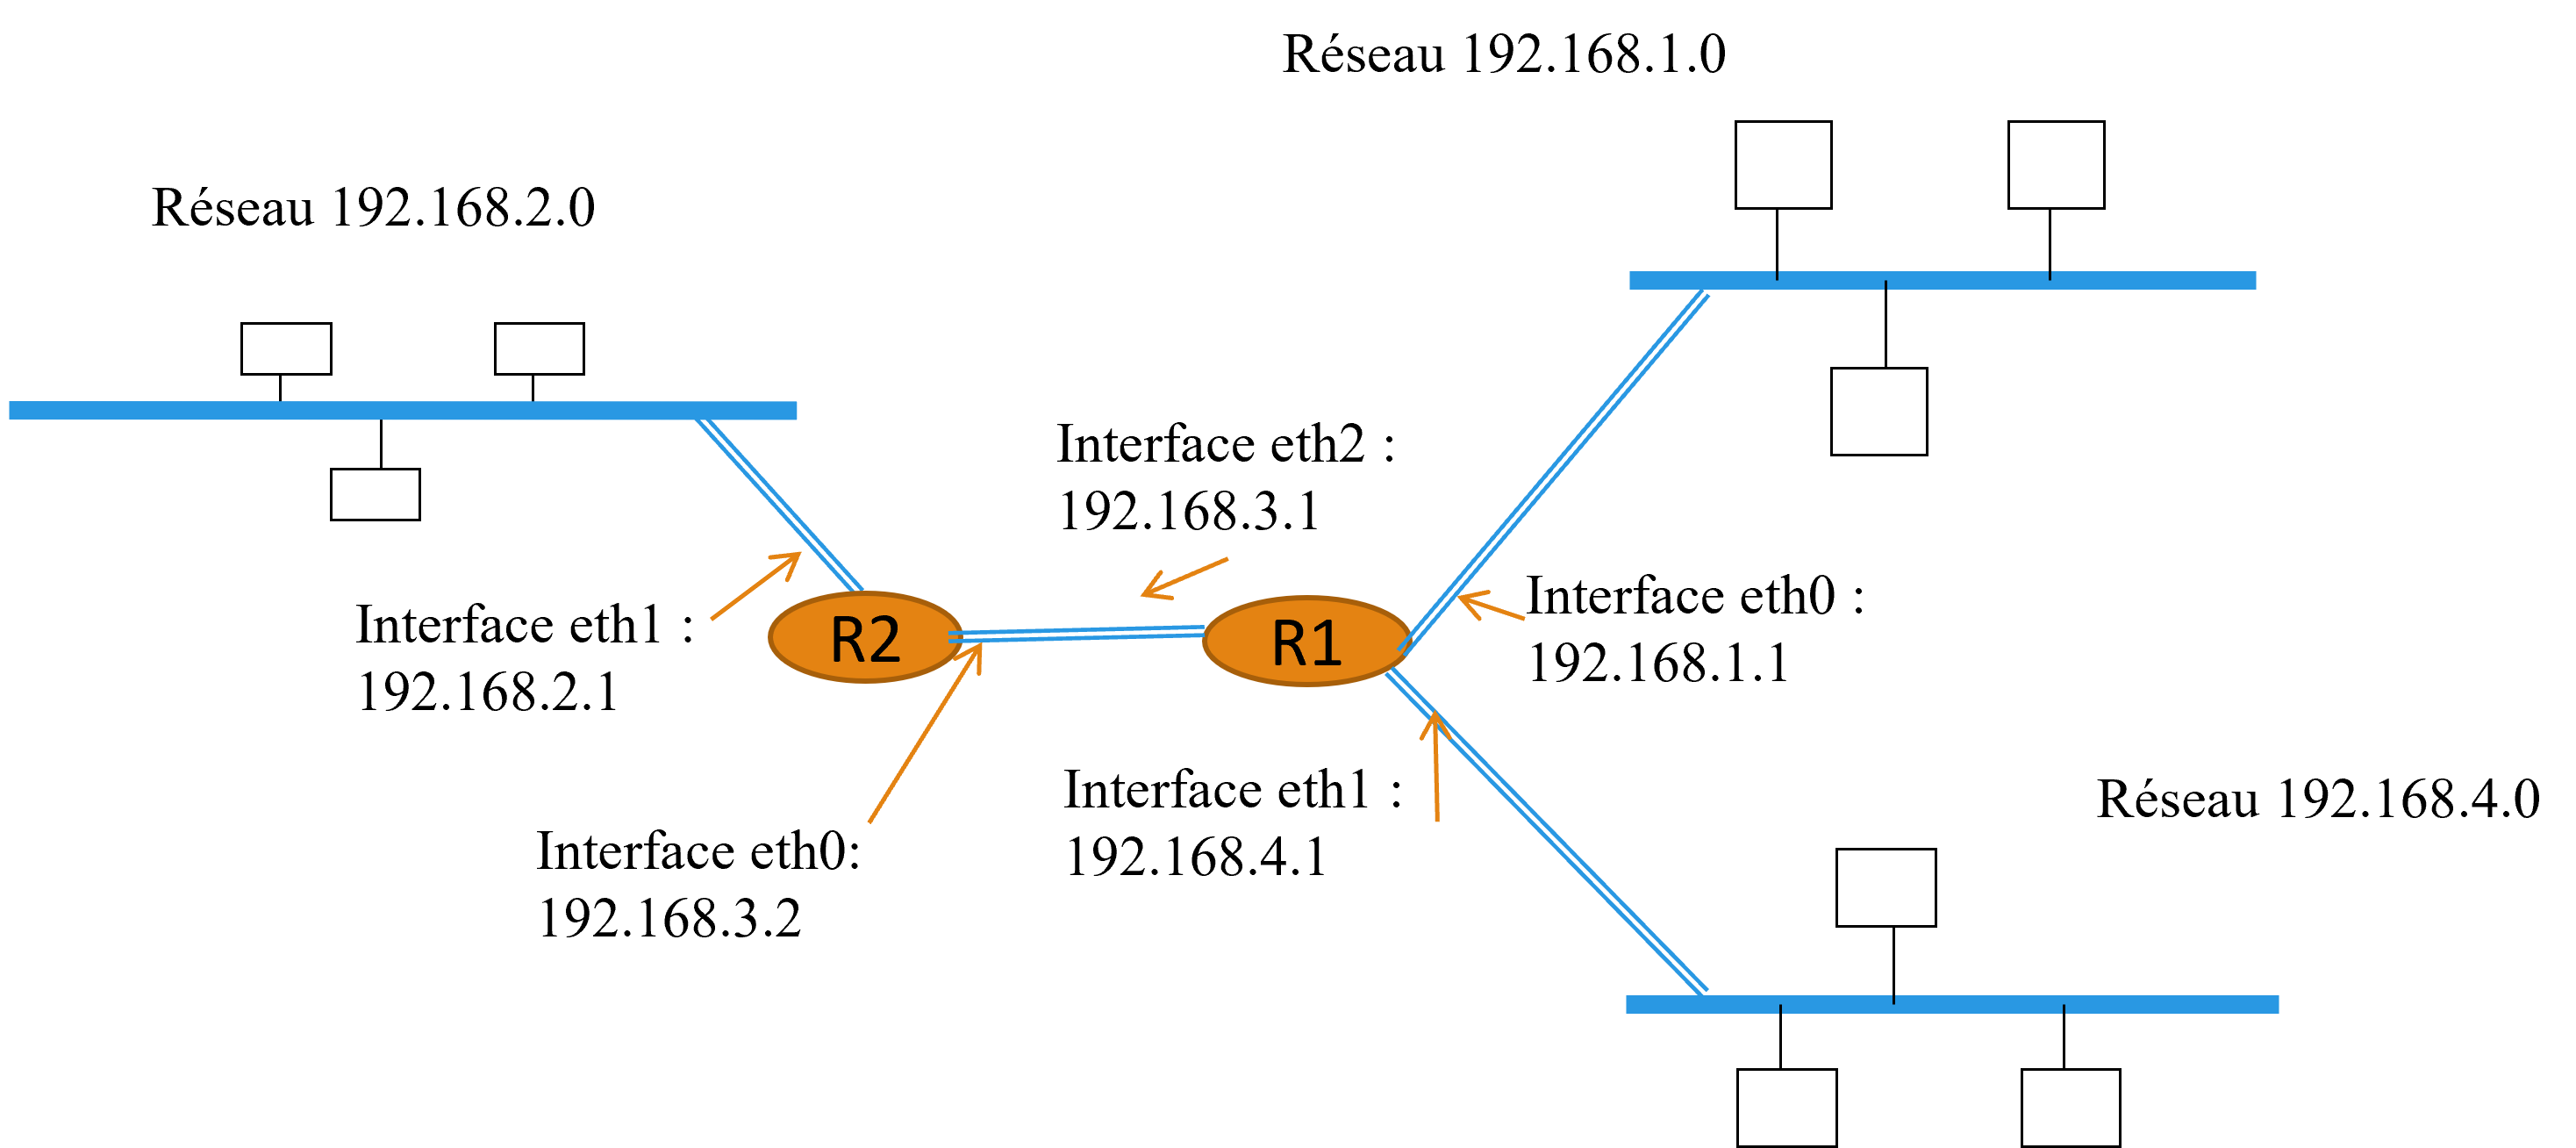 Réseau 192.168.1.0
Réseau 192.168.2.0
Interface eth2 :
192.168.3.1
Interface eth1 :
192.168.2.1
R2
R1
Interface eth0 :
192.168.1.1
Interface eth0:
192.168.3.2
Interface eth1 :
192.168.4.1
Réseau 192.168.4.0